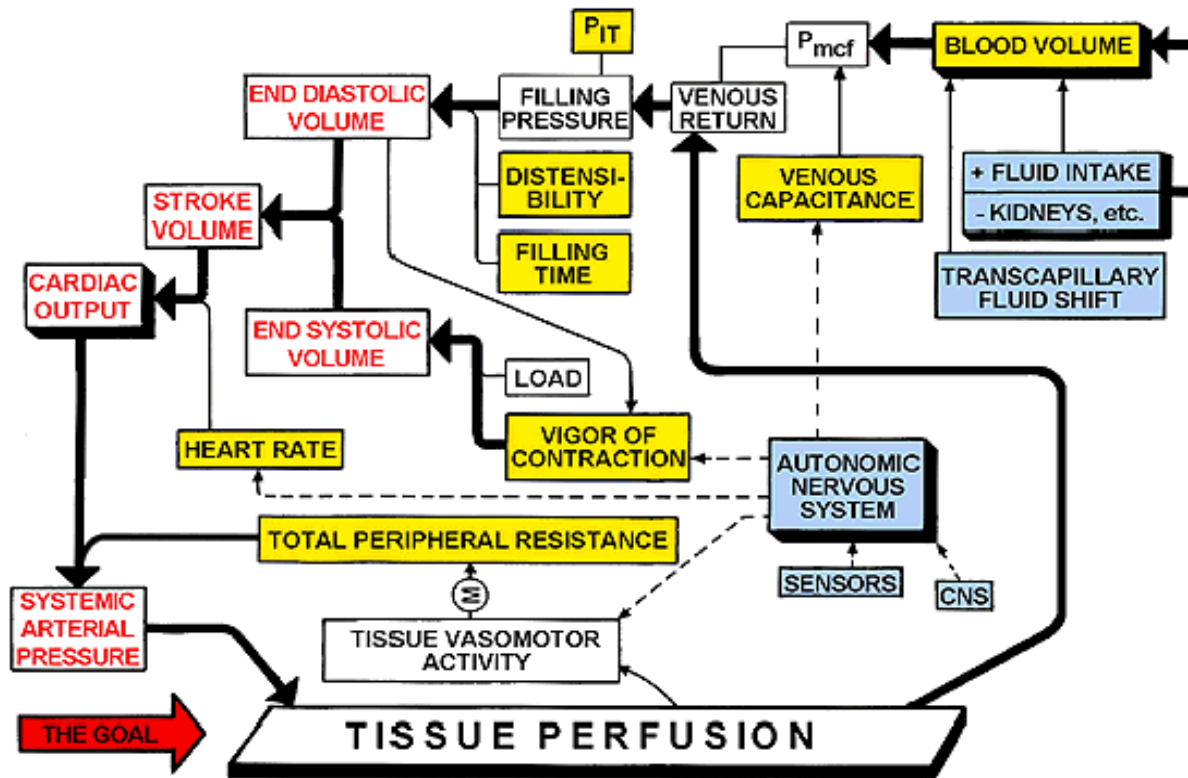 P_IT
P_mcf
BLOOD VOLUME
END DIASTOLIC
VOLUME
FILLING
PRESSURE
VENOUS
RETURN
DISTENSI-
BILITY
VENOUS
CAPACITANCE
+ FLUID INTAKE
- KIDNEYS, etc.
STROKE
VOLUME
FILLING
TIME
TRANSCAPILLARY
FLUID SHIFT
CARDIAC
OUTPUT
END SYSTOLIC
VOLUME
LOAD
HEART RATE
VIGOR OF
CONTRACTION
AUTONOMIC
NERVOUS
SYSTEM
TOTAL PERIPHERAL RESISTANCE
SENSORS
CNS
SYSTEMIC
ARTERIAL
PRESSURE
Σ
TISSUE VASOMOTOR
ACTIVITY
THE GOAL
TISSUE PERFUSION